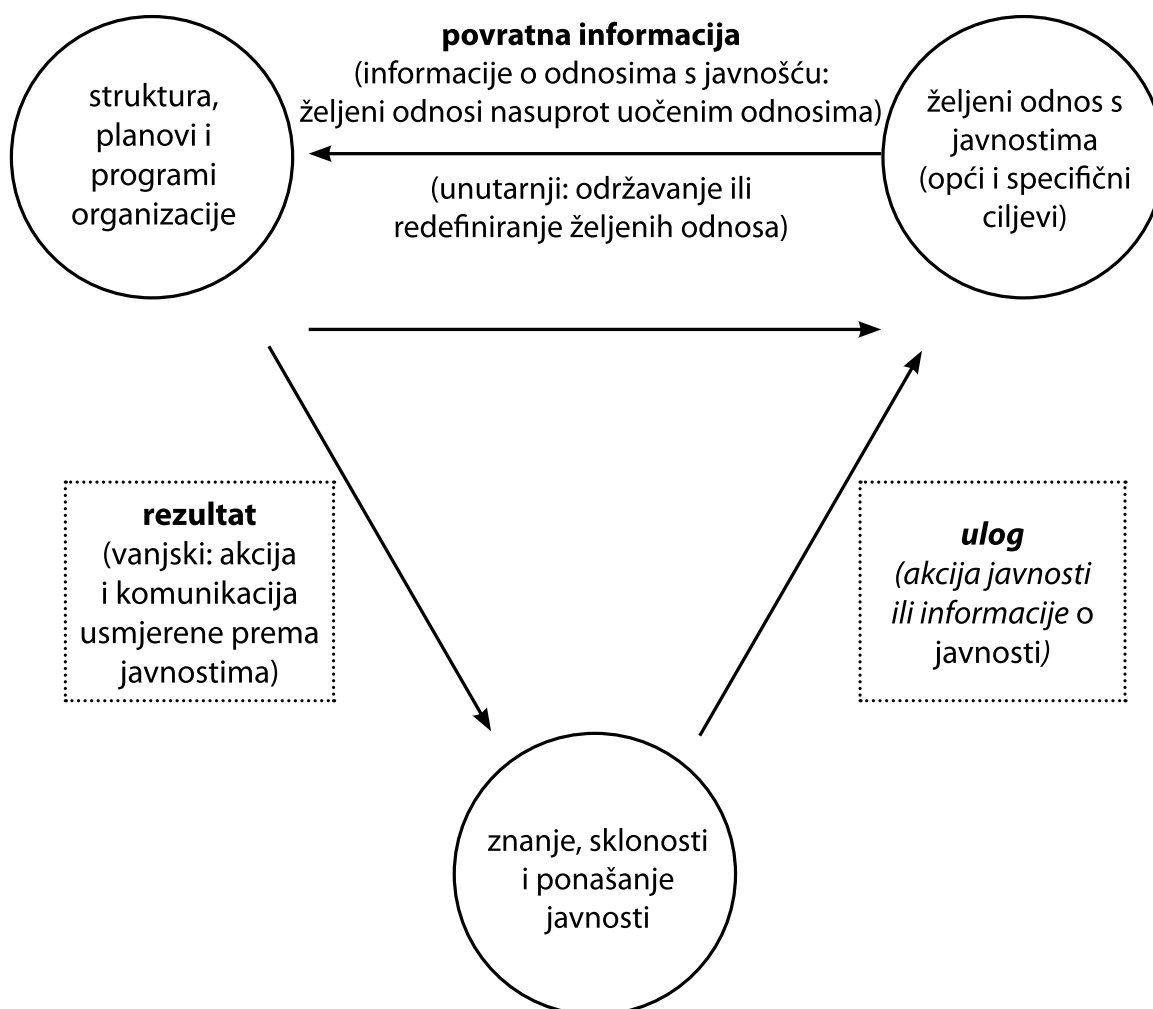 struktura,
planovi i
programi
organizacije
povratna informacija
(informacije o odnosima s javnošću:
željeni odnosi nasuprot uočenim odnosima)
(unutarnji: održavanje ili
redefiniranje željenih odnosa)
željeni odnos s
javnostima
(opći i specifični
ciljevi)
rezultat
(vanjski: akcija
i komunikacija
usmjerene prema
javnostima)
ulog
(akcija javnosti
ili informacije o
javnosti)
znanje, sklonosti
i ponašanje
javnosti